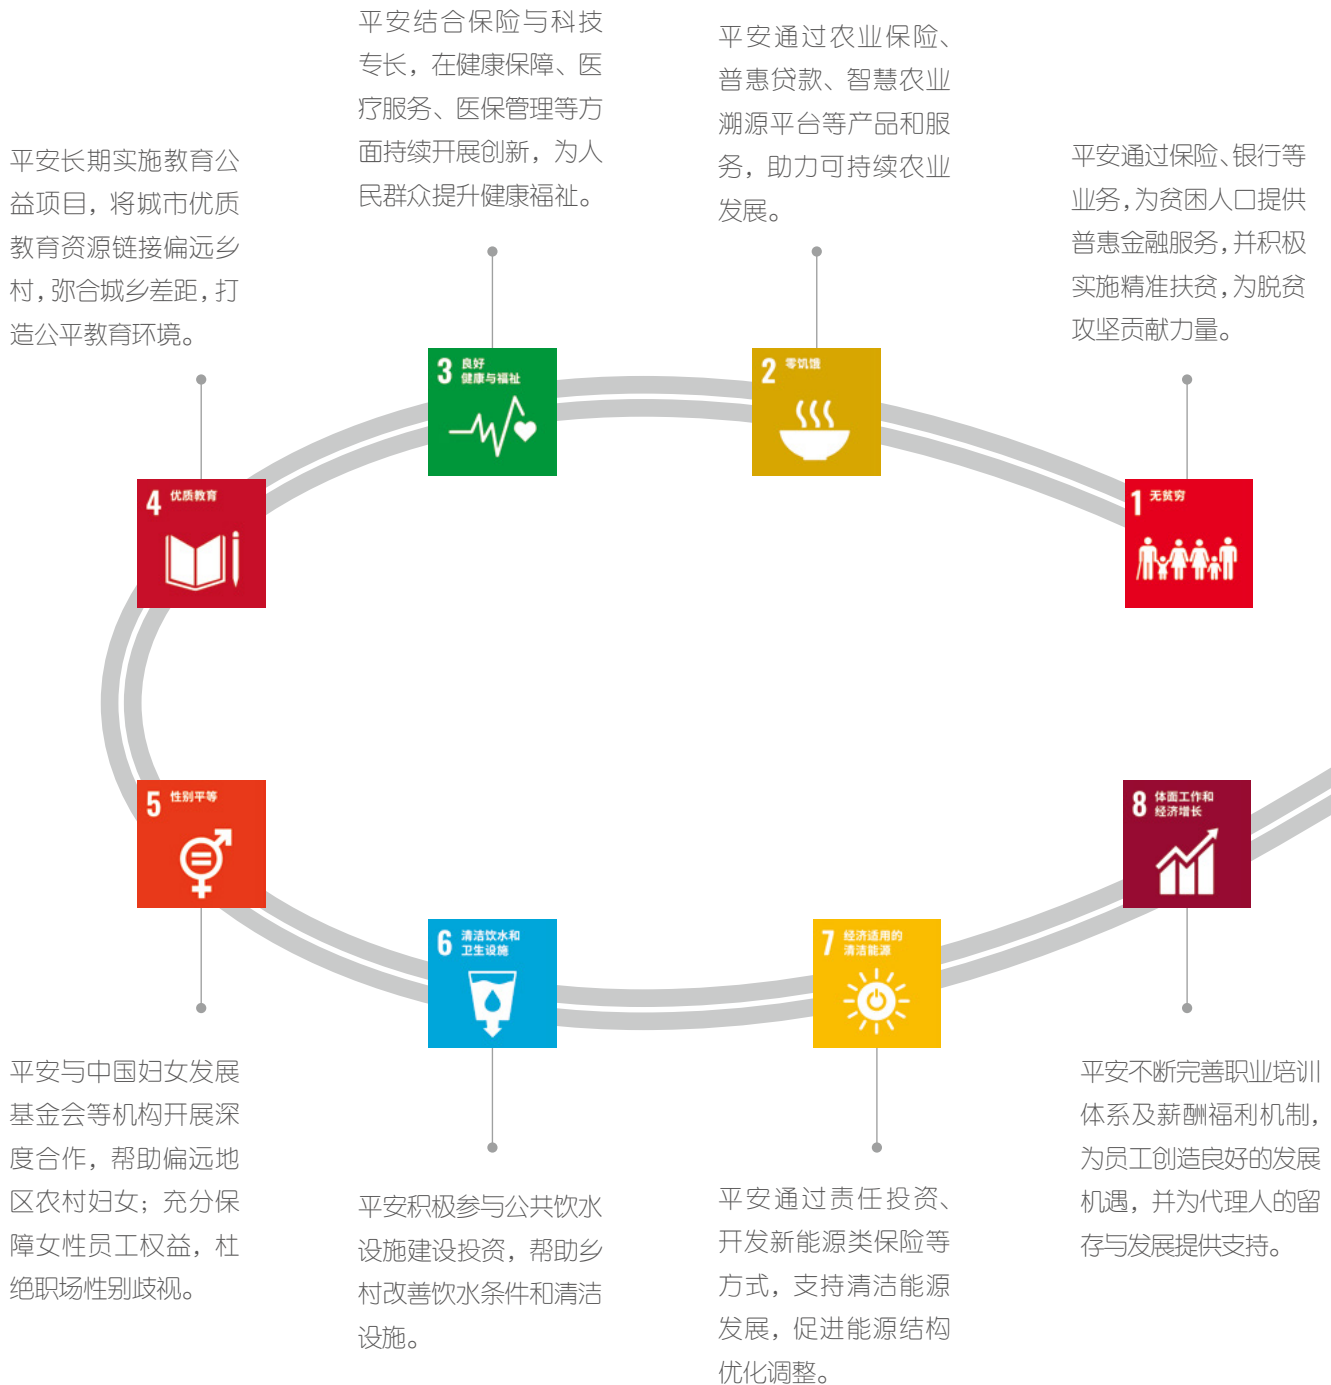 平安结合保险与科技
专长，在健康保障、医
疗服务、医保管理等方
面持续开展创新，为人
民群众提升健康福祉。
平安通过农业保险、
普惠贷款、智慧农业
溯源平台等产品和服
务，助力可持续农业
发展。
平安通过保险、银行等
业务，为贫困人口提供
普惠金融服务，并积极
实施精准扶贫，为脱贫
攻坚贡献力量。
平安长期实施教育公
益项目，将城市优质
教育资源链接偏远乡
村，弥合城乡差距，打
造公平教育环境。
3 良好
健康与福祉
2 零饥饿
4 优质教育
1 无贫穷
5 性别平等
8 体面工作和
经济增长
6 清洁饮水和
卫生设施
7 经济适用的
清洁能源
平安与中国妇女发展
基金会等机构开展深
度合作，帮助偏远地
区农村妇女；充分保
障女性员工权益，杜
绝职场性别歧视。
平安积极参与公共饮水
设施建设投资，帮助乡
村改善饮水条件和清洁
设施。
平安通过责任投资、
开发新能源类保险等
方式，支持清洁能源
发展，促进能源结构
优化调整。
平安不断完善职业培训
体系及薪酬福利机制，
为员工创造良好的发展
机遇，并为代理人的留
存与发展提供支持。